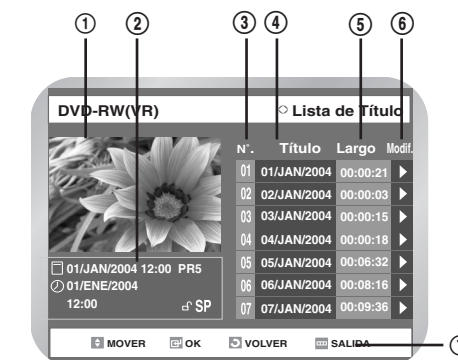 ① ② ③ ④ ⑤ ⑥
DVD-RW(VR) Lista de Título
N°. Título Largo Modif.
01 01/JAN/2004 00:00:21
02 02/JAN/2004 00:00:03
03 03/JAN/2004 00:00:15
04 04/JAN/2004 00:00:18
05 05/JAN/2004 00:06:32
06 06/JAN/2004 00:08:16
07 07/JAN/2004 00:09:36
01/JAN/2004 12:00 PR5
01/ENE/2004
12:00 SP
MOVER OK VOLVER SALIDA